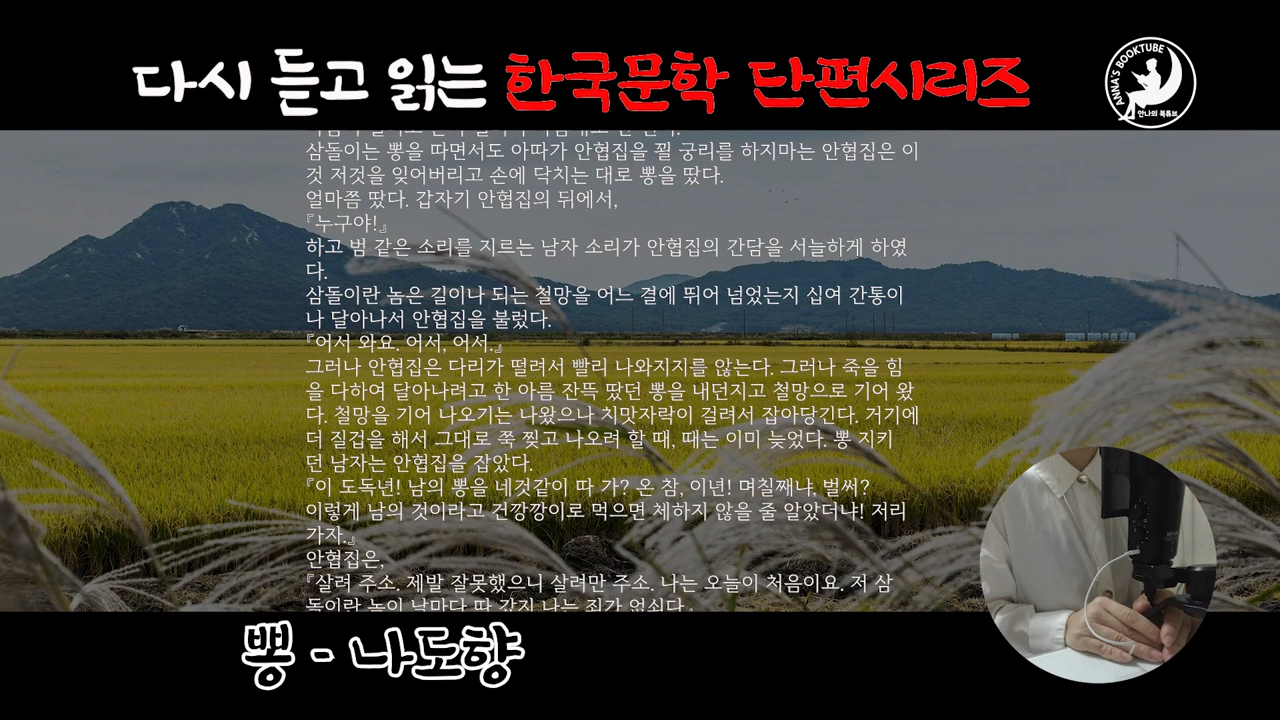 다시 듣고 읽는 한국문학 단편시리즈
ANNA'S BOOKTUBE
안나의 북튜브
삼돌이는 뽕을 따면서도 아따가 안협집을 꾈 궁리를 하지마는 안협집은 이
것 저것을 잊어버리고 손에 닥치는 대로 뽕을 땄다.
얼마쯤 땄다. 갑자기 안협집의 뒤에서,
『누구야!』
하고 범 같은 소리를 지르는 남자 소리가 안협집의 간담을 서늘하게 하였
다.
삼돌이란 놈은 길이나 되는 철망을 어느 결에 뛰어 넘었는지 십여 간통이
나 달아나서 안협집을 불렀다.
『어서 와요. 어서, 어서.』
그러나 안협집은 다리가 떨려서 빨리 나와지지를 않는다. 그러나 죽을 힘
을 다하여 달아나려고 한 아름 잔뜩 땄던 뽕을 내던지고 철망으로 기어 왔
다. 철망을 기어 나오기는 나왔으나 치맛자락이 걸려서 잡아당긴다. 거기에
더 질겁을 해서 그대로 쭉 찢고 나오려 할 때, 때는 이미 늦었다. 뽕 지키
던 남자는 안협집을 잡았다.
『이 도독년! 남의 뽕을 네것같이 따 가? 온 참, 이년! 며칠째냐, 벌써?
이렇게 남의 것이라고 건깡깡이로 먹으면 체하지 않을 줄 알았더냐! 저리
가자.』
안협집은,
『살려 주소. 제발 잘못했으니 살려만 주소. 나는 오늘이 처음이요. 저 삼
돌이란 놈이 날마다 따 갔지 나는 죄가 없쇠다.』
뽕 - 나도향